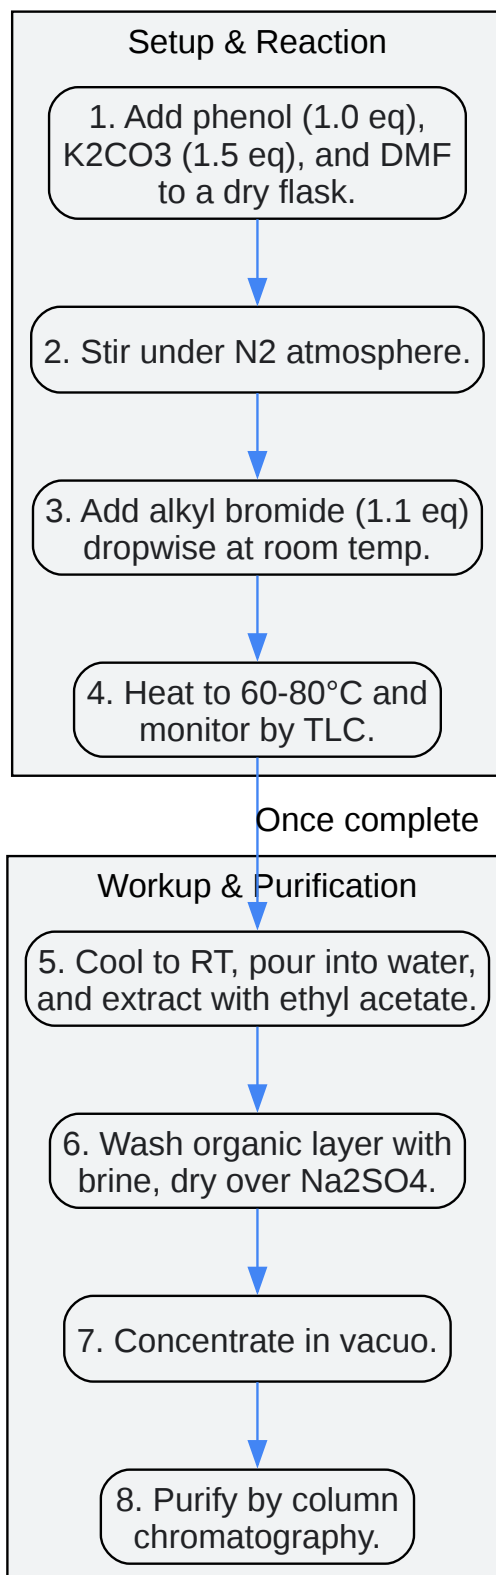 Setup & Reaction
1. Add phenol (1.0 eq),
K2CO3 (1.5 eq), and DMF
to a dry flask.
2. Stir under N2 atmosphere.
3. Add alkyl bromide (1.1 eq)
dropwise at room temp.
4. Heat to 60-80°C and
monitor by TLC.
Once complete
Workup & Purification
5. Cool to RT, pour into water,
and extract with ethyl acetate.
6. Wash organic layer with
brine, dry over Na2SO4.
7. Concentrate in vacuo.
8. Purify by column
chromatography.